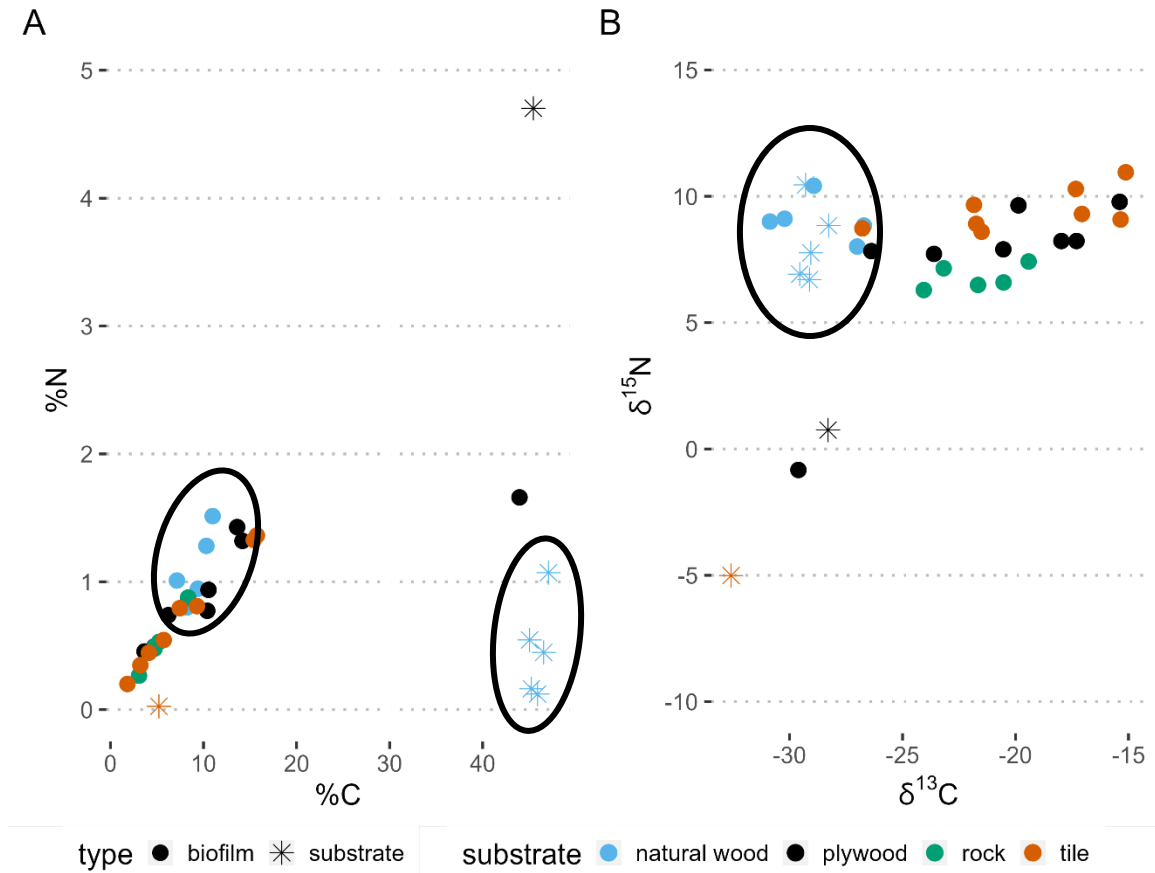 A
5
4
3
2
1
0
%N
0 10 20 30 40
%C
B
15
10
5
0
-5
-10
δ15N
-30 -25 -20 -15
δ13C
type biofilm substrate substrate natural wood plywood rock tile